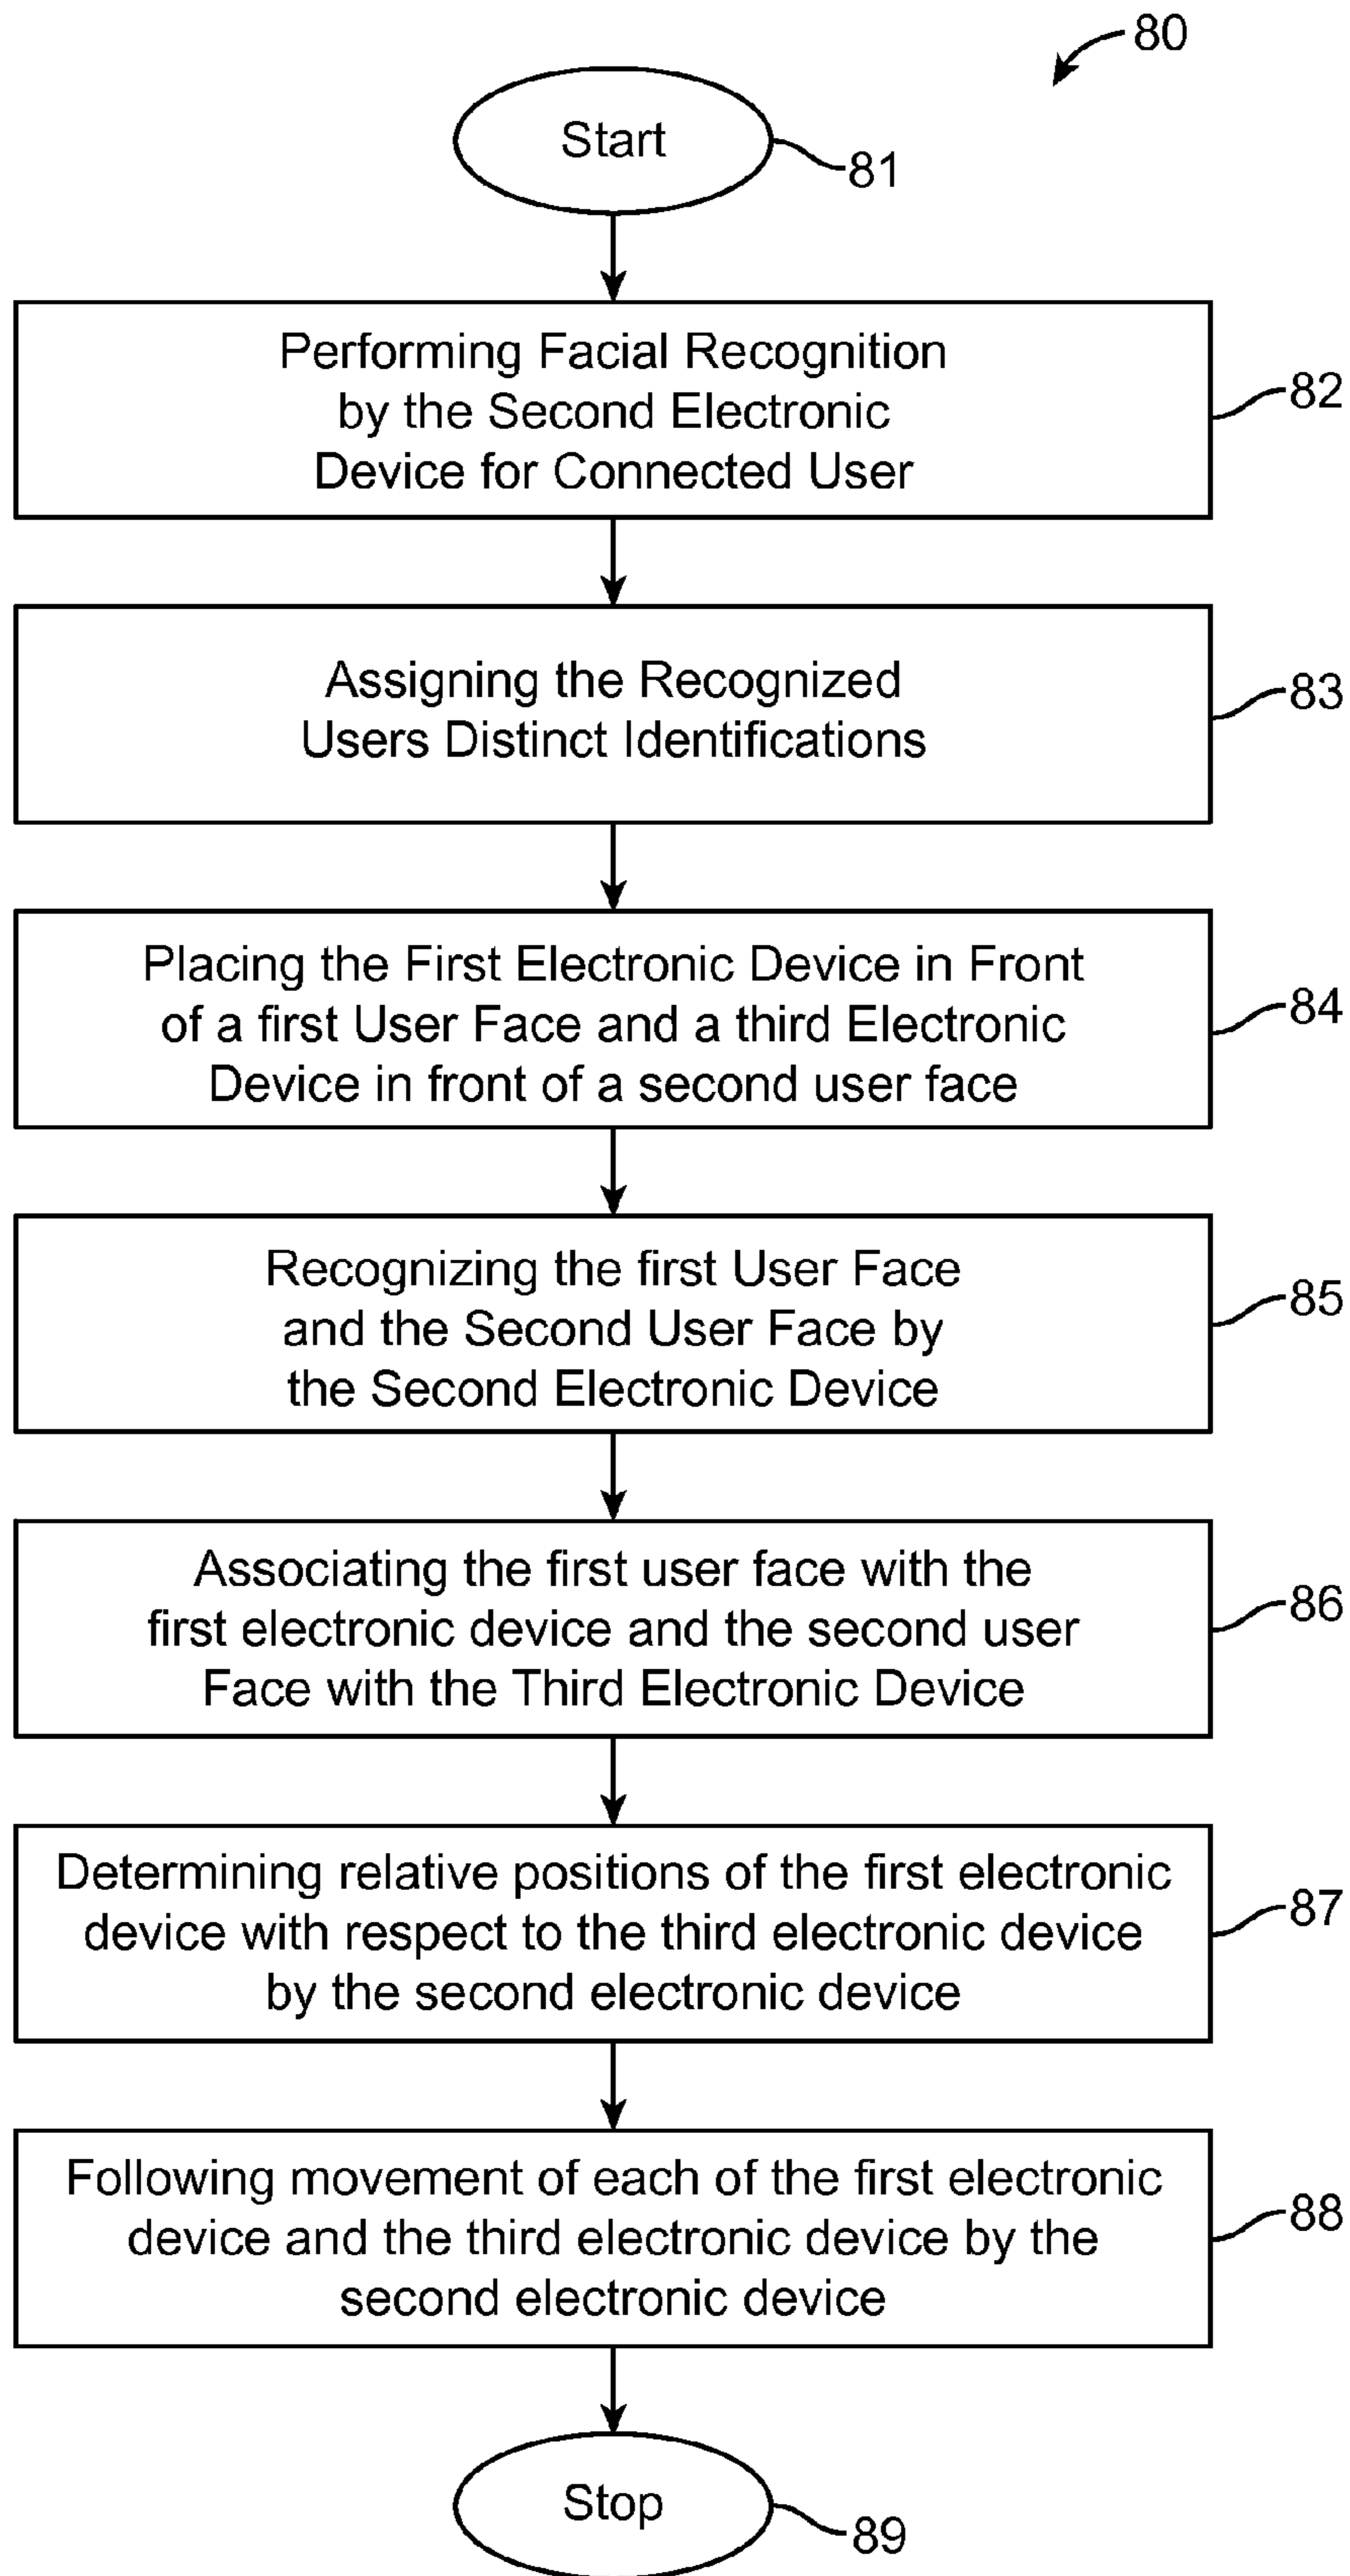 80
Start
81
Performing Facial Recognition
by the Second Electronic
Device for Connected User
82
Assigning the Recognized
Users Distinct Identifications
83
Placing the First Electronic Device in Front
of a first User Face and a third Electronic
Device in front of a second user face
84
Recognizing the first User Face
and the Second User Face by
the Second Electronic Device
85
Associating the first user face with the
first electronic device and the second user
Face with the Third Electronic Device
86
Determining relative positions of the first electronic
device with respect to the third electronic device
by the second electronic device
87
Following movement of each of the first electronic
device and the third electronic device by the
second electronic device
88
Stop
89